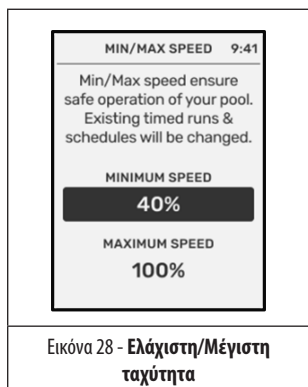 MIN/MAX SPEED 9:41
Min/Max speed ensure
safe operation of your pool.
Existing timed runs &
schedules will be changed.
MINIMUM SPEED
40%
MAXIMUM SPEED
100%
Εικόνα 28 - Ελάχιστη/Μέγιστη
ταχύτητα